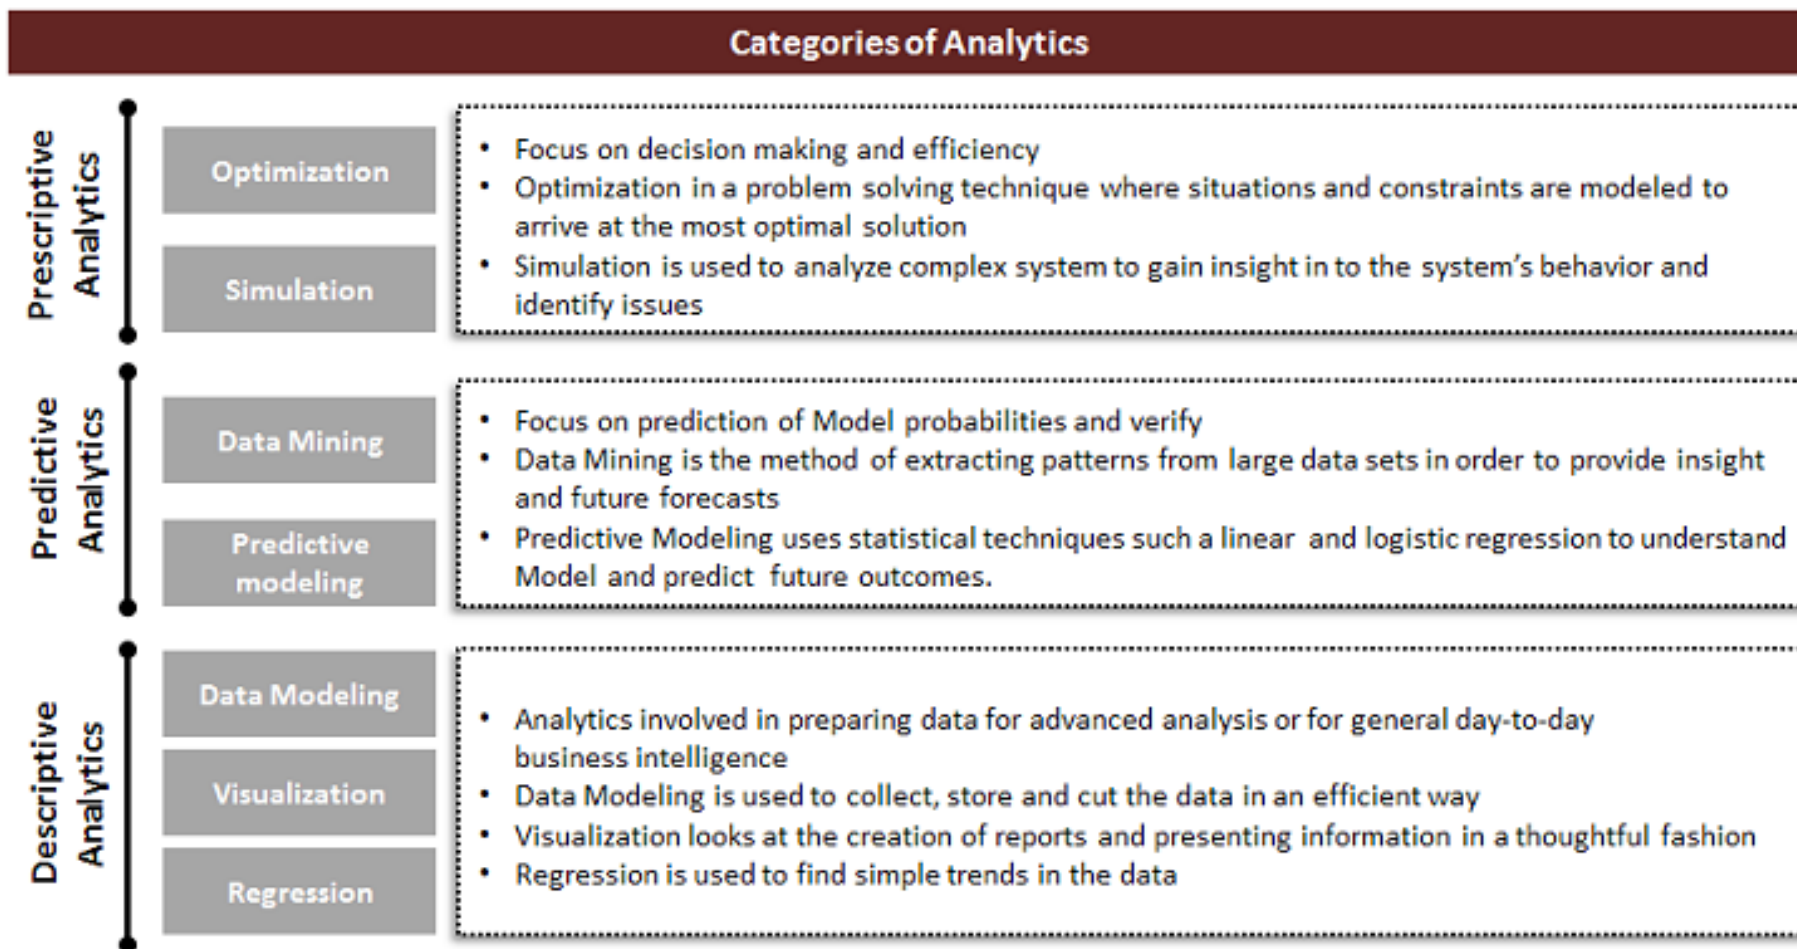 Categories of Analytics
Prescriptive
Analytics
Optimization
Simulation
• Focus on decision making and efficiency
• Optimization in a problem solving technique where situations and constraints are modeled to
arrive at the most optimal solution
• Simulation is used to analyze complex system to gain insight in to the system's behavior and
identify issues
Predictive
Analytics
Data Mining
Predictive
modeling
• Focus on prediction of Model probabilities and verify
• Data Mining is the method of extracting patterns from large data sets in order to provide insight
and future forecasts
• Predictive Modeling uses statistical techniques such a linear and logistic regression to understand
Model and predict future outcomes.
Descriptive
Analytics
Data Modeling
Visualization
Regression
• Analytics involved in preparing data for advanced analysis or for general day-to-day
business intelligence
• Data Modeling is used to collect, store and cut the data in an efficient way
• Visualization looks at the creation of reports and presenting information in a thoughtful fashion
• Regression is used to find simple trends in the data